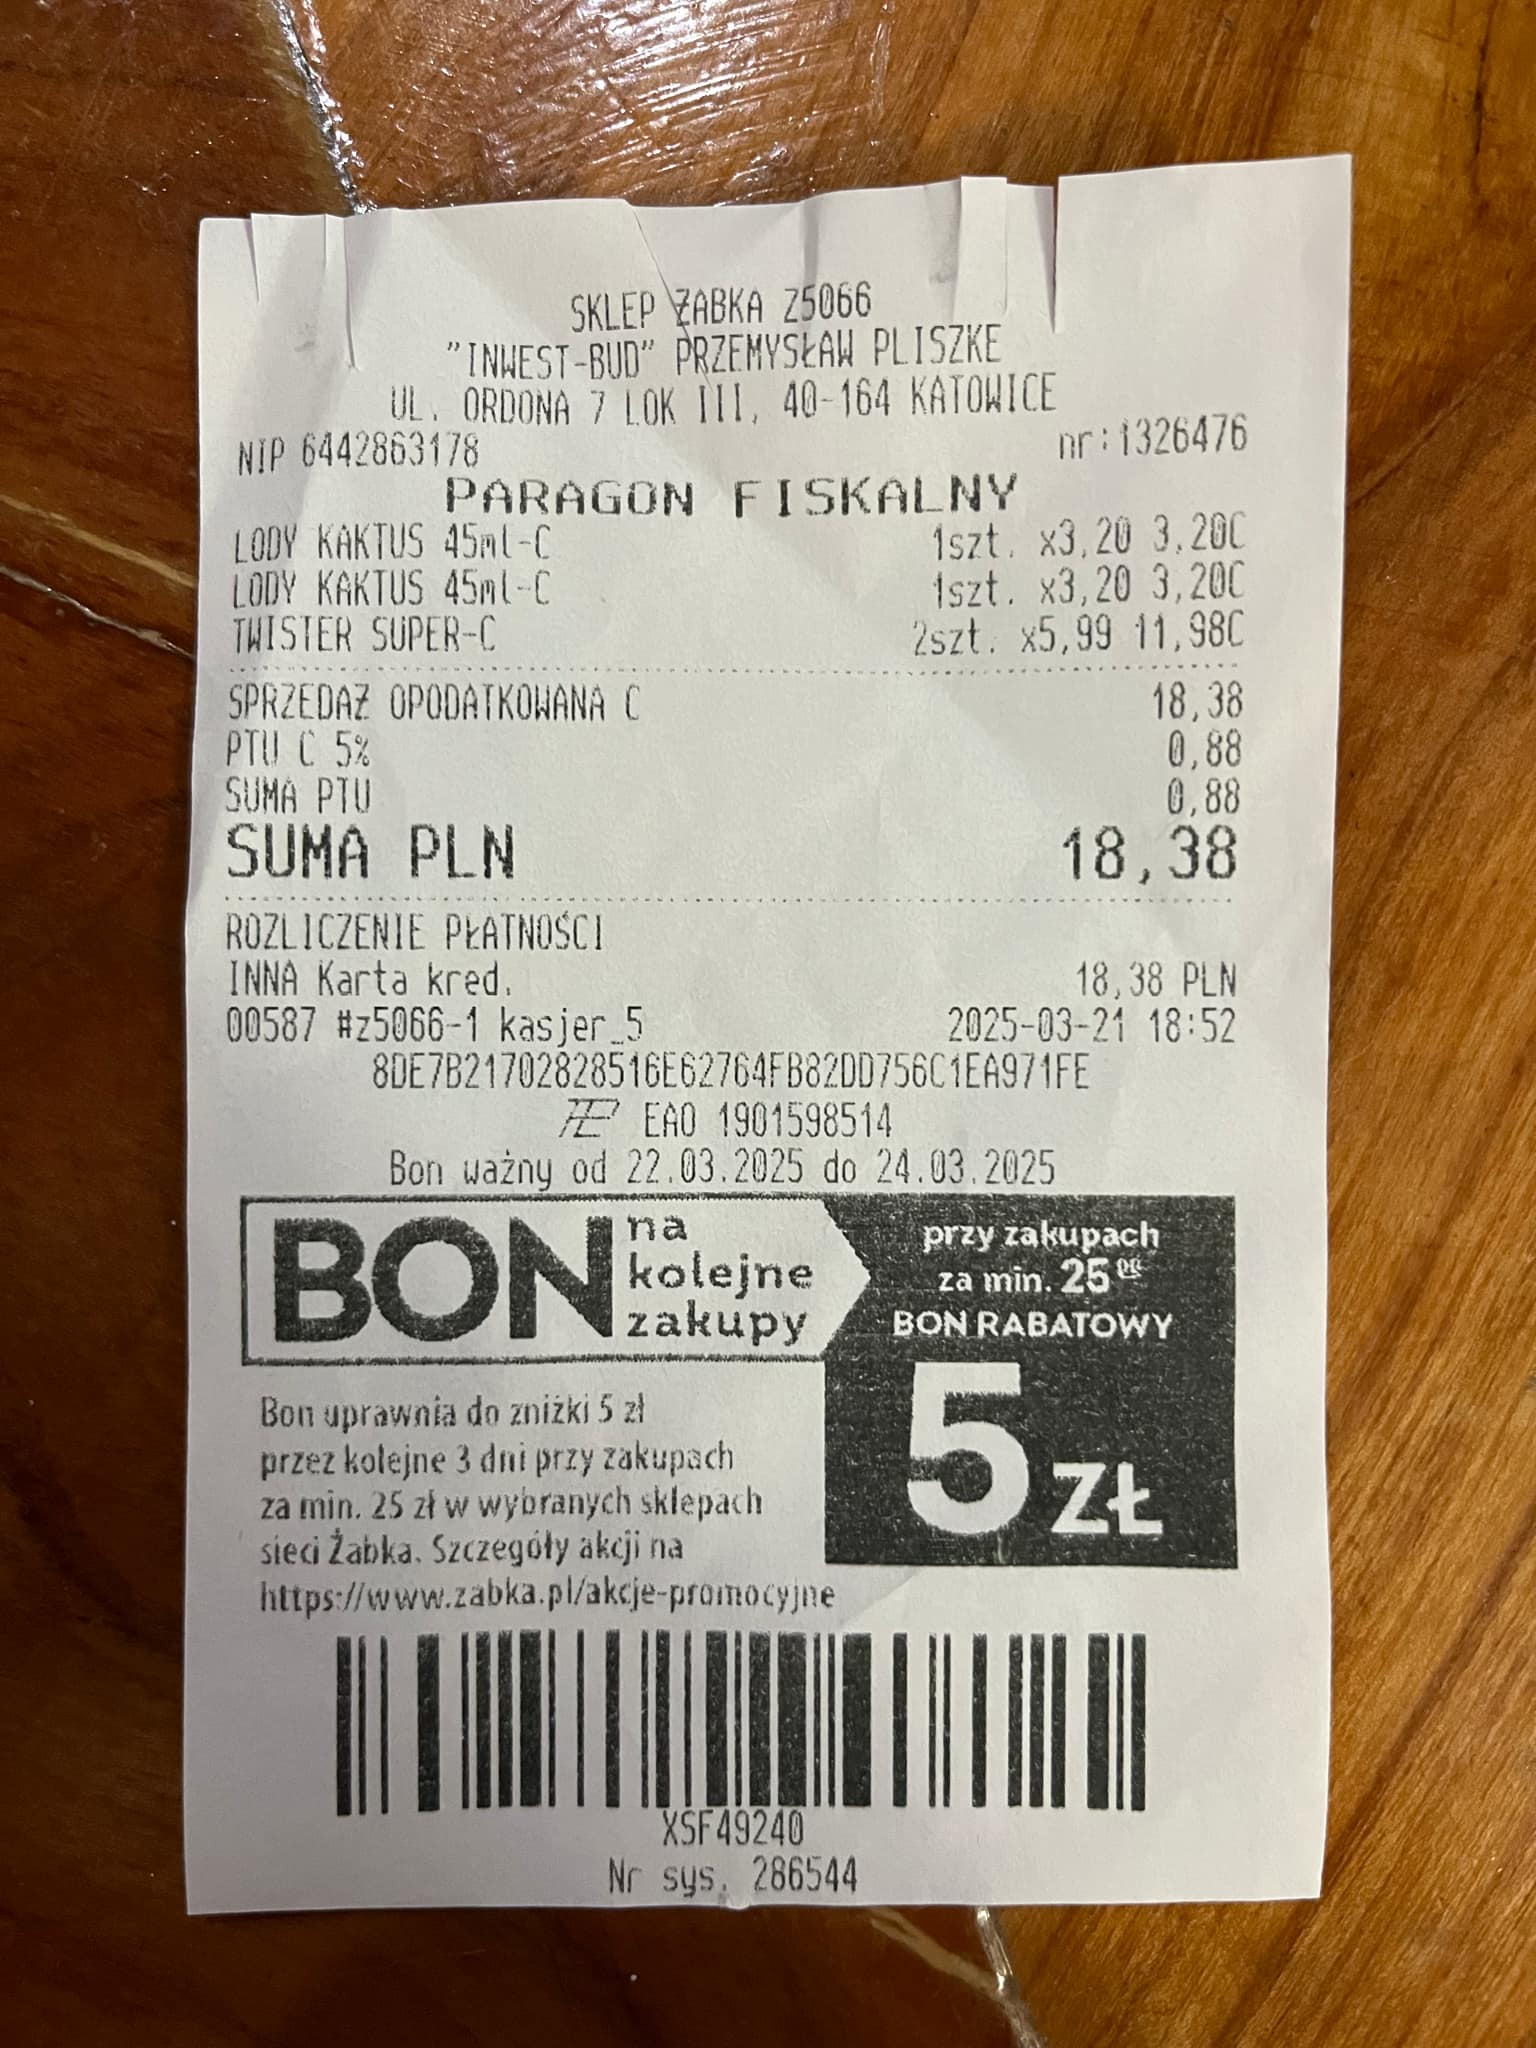 SKLEP ŻABKA Z5066
"INWEST-BUD" PRZEMYSŁAW PLISZKE
UL. ORDONA 7 LOK III, 40-164 KATOWICE
NIP 6442863178 nr:1326476
PARAGON FISKALNY
LODY KAKTUS 45ml-C 1szt. x3,20 3,20C
LODY KAKTUS 45ml-C 1szt. x3,20 3,20C
TWISTER SUPER-C 2szt. x5,99 11,98C
SPRZEDAŻ OPODATKOWANA C 18,38
PTU C 5% 0,88
SUMA PTU 0,88
SUMA PLN 18,38
ROZLICZENIE PŁATNOŚCI
INNA Karta kred. 18,38 PLN
00587 #z5066-1 kasjer_5 2025-03-21 18:52
8DE7B21702828516E62764FB82DD756C1EA971FE
EAO 1901598514
Bon ważny od 22.03.2025 do 24.03.2025
BON na
kolejne
zakupy
przy zakupach
za min. 25 00
BON RABATOWY
5 ZŁ
Bon uprawnia do zniżki 5 zł
przez kolejne 3 dni przy zakupach
za min. 25 zł w wybranych sklepach
sieci Żabka. Szczegóły akcji na
https://www.zabka.pl/akcje-promocyjne
XSF49240
Nr sys. 286544